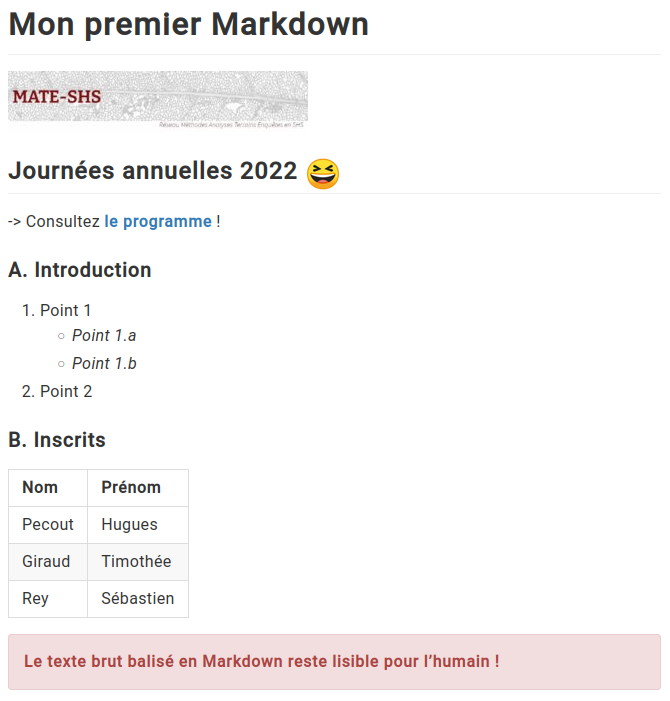 Mon premier Markdown
MATE-SHS
Réseau Méthodes Analyses Terrains Enquêtes en SHS
Journées annuelles 2022 😆
-> Consultez le programme !
A. Introduction
1. Point 1
○ Point 1.a
○ Point 1.b
2. Point 2
B. Inscrits
Nom Prénom
Pecout Hugues
Giraud Timothée
Rey Sébastien
Le texte brut balisé en Markdown reste lisible pour l’humain !